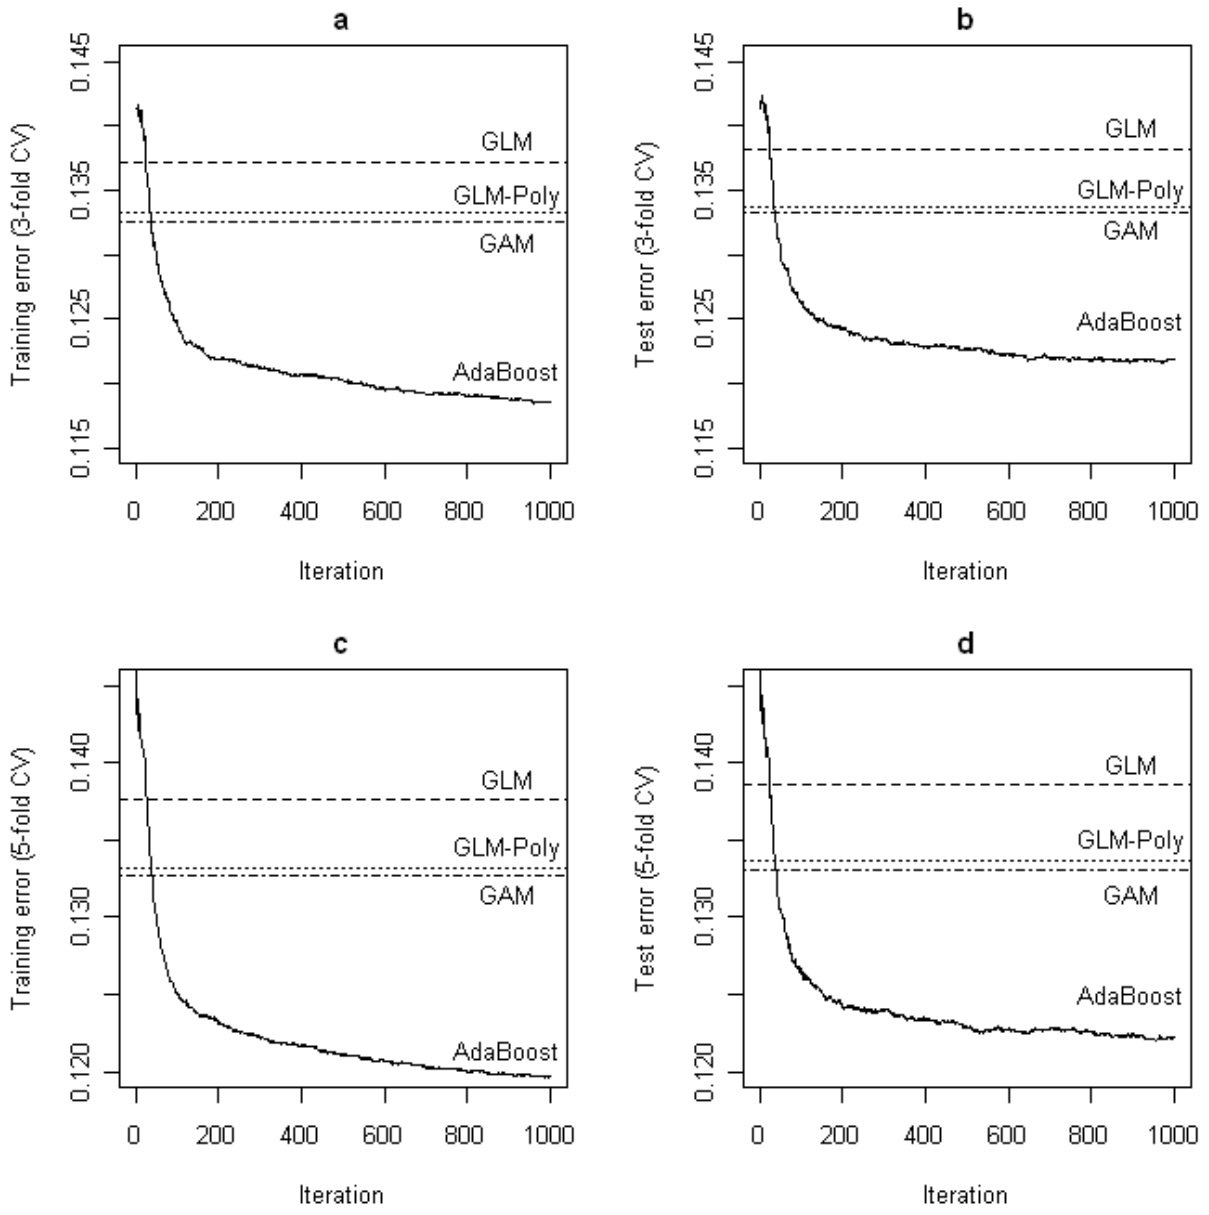 a
Training error (3-fold CV)
0.145
0.135
0.125
0.115
GLM
GLM-Poly
GAM
AdaBoost
0 200 400 600 800 1000
Iteration
b
Test error (3-fold CV)
0.145
0.135
0.125
0.115
GLM
GLM-Poly
GAM
AdaBoost
0 200 400 600 800 1000
Iteration
c
Training error (5-fold CV)
0.140
0.130
0.120
GLM
GLM-Poly
GAM
AdaBoost
0 200 400 600 800 1000
Iteration
d
Test error (5-fold CV)
0.140
0.130
0.120
GLM
GLM-Poly
GAM
AdaBoost
0 200 400 600 800 1000
Iteration